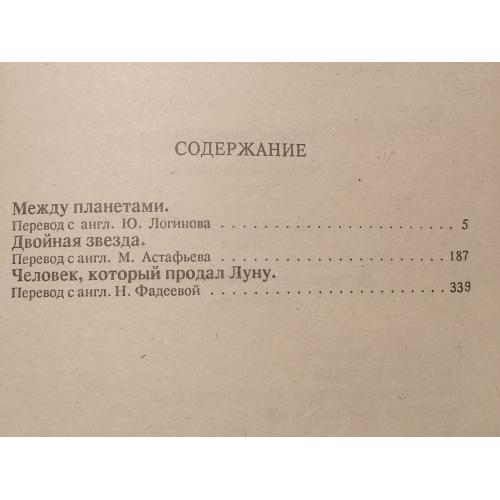 СОДЕРЖАНИЕ
Между планетами.
Перевод с англ. Ю. Логинова . . . . . . . . . . . . . . . . . . . . 5
Двойная звезда.
Перевод с англ. М. Астафьева . . . . . . . . . . . . . . . . . . 187
Человек, который продал Луну.
Перевод с англ. Н. Фадеевой . . . . . . . . . . . . . . . . . . . 339